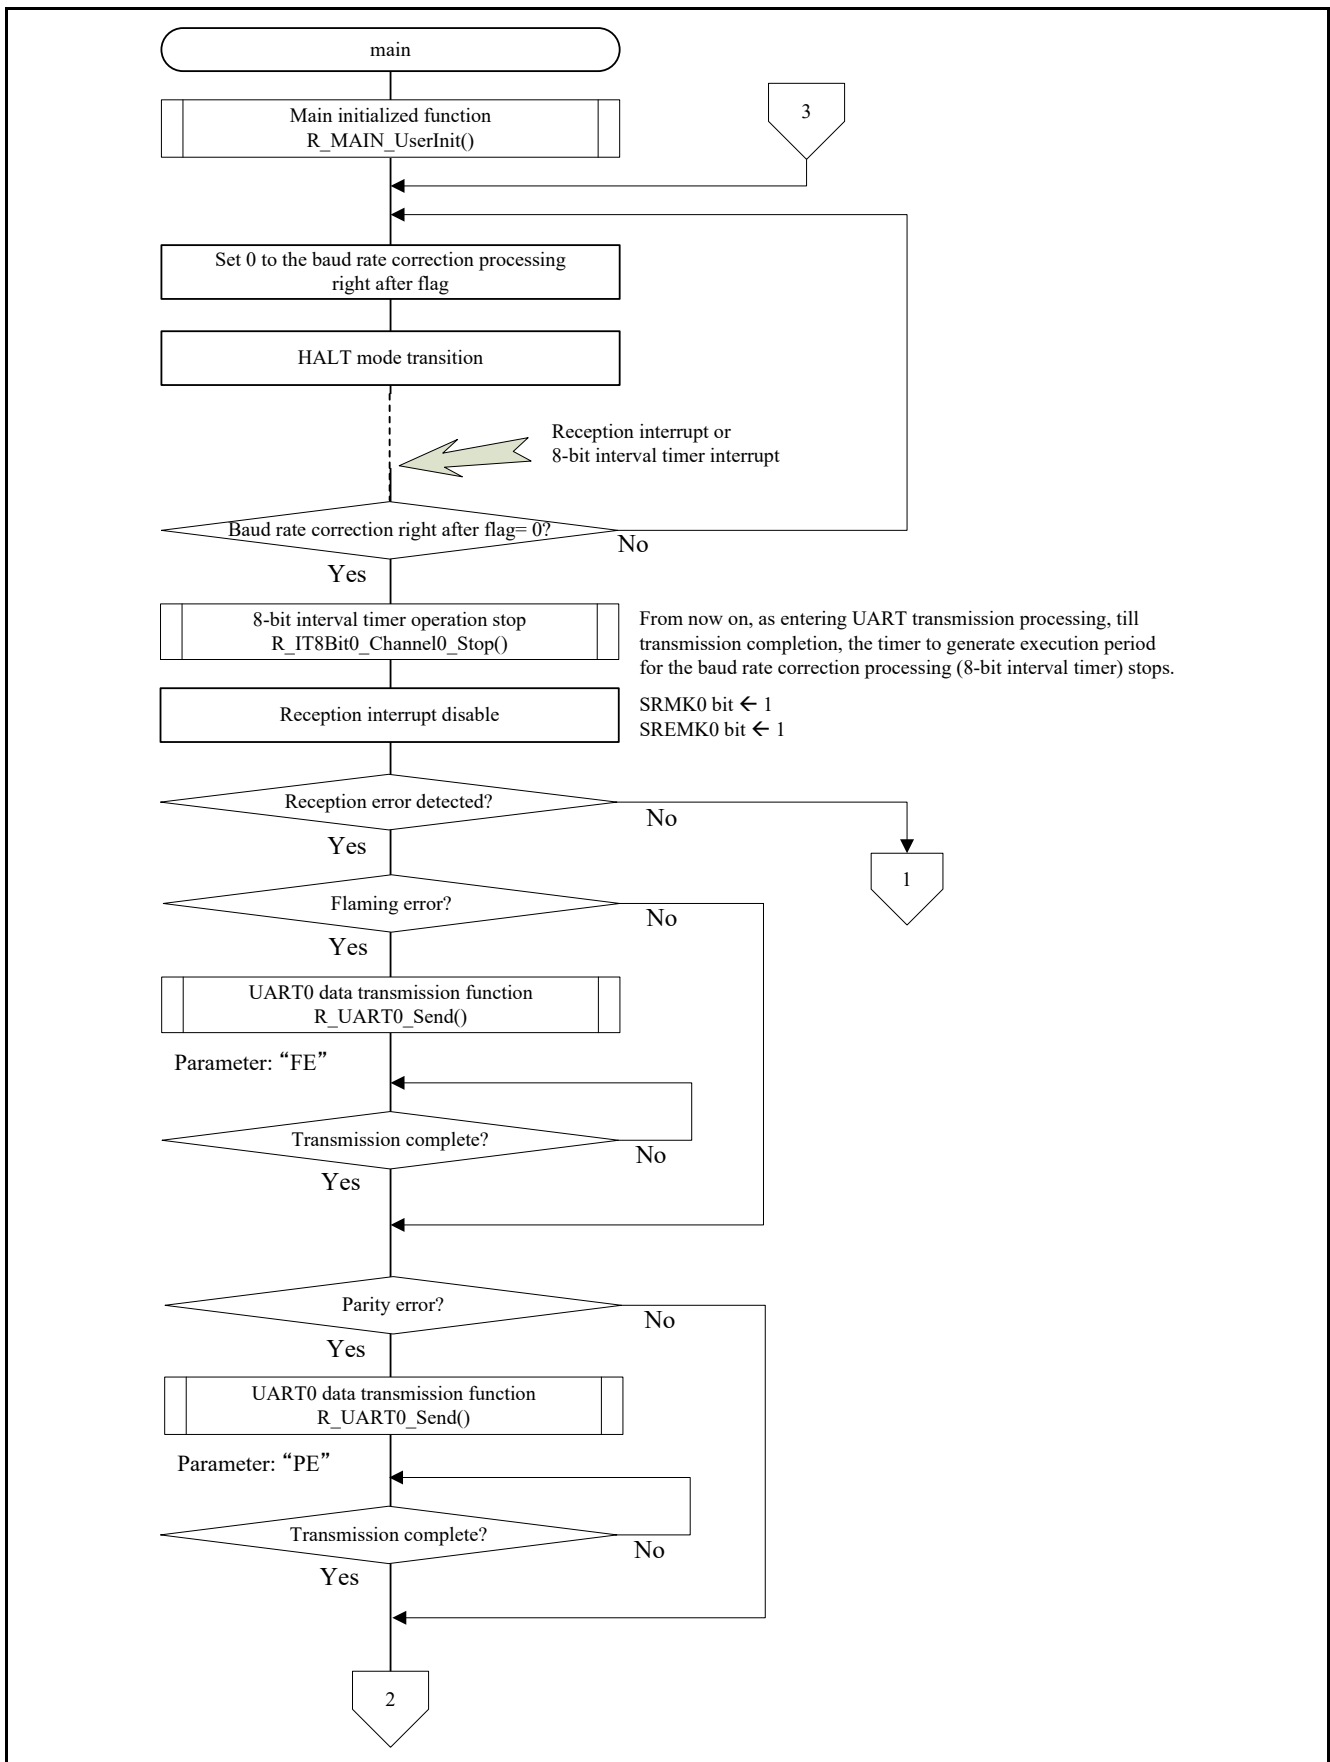 main
Main initialized function
R_MAIN_UserInit()
3
Set 0 to the baud rate correction processing
right after flag
HALT mode transition
Reception interrupt or
8-bit interval timer interrupt
Baud rate correction right after flag= 0?
No
Yes
8-bit interval timer operation stop
R_IT8Bit0_Channel0_Stop()
From now on, as entering UART transmission processing, till
transmission completion, the timer to generate execution period
for the baud rate correction processing (8-bit interval timer) stops.
Reception interrupt disable
SRMK0 bit ← 1
SREMK0 bit ← 1
Reception error detected?
No
Yes
1
Flaming error?
No
Yes
UART0 data transmission function
R_UART0_Send()
Parameter: “FE”
Transmission complete?
No
Yes
Parity error?
No
Yes
UART0 data transmission function
R_UART0_Send()
Parameter: “PE”
Transmission complete?
No
Yes
2